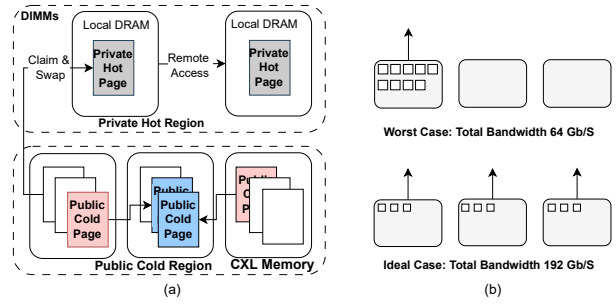 DIMMs
Local DRAM
Local DRAM
Claim &
Swap
Private
Hot
Page
Remote
Access
Private
Hot
Page
Private Hot Region
Public
Cold
Page
Public
Public
Cold
Page
Public Cold Region
CXL Memory
(a)
Worst Case: Total Bandwidth 64 Gb/S
Ideal Case: Total Bandwidth 192 Gb/S
(b)